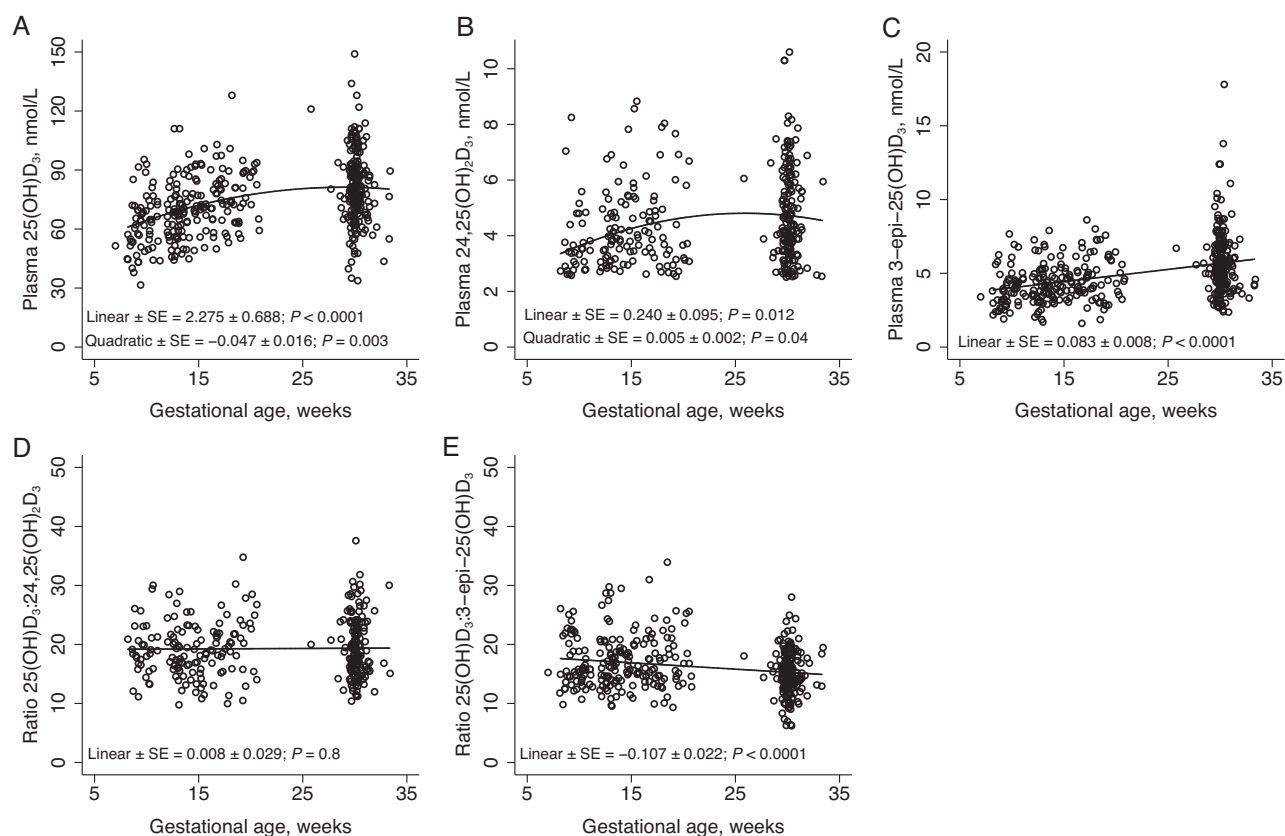 A
Plasma 25(OH)D₃, nmol/L
150
120
90
60
30
0
Linear ± SE = 2.275 ± 0.688; P < 0.0001
Quadratic ± SE = −0.047 ± 0.016; P = 0.003
5 15 25 35
Gestational age, weeks
B
Plasma 24,25(OH)₂D₃, nmol/L
10
8
6
4
2
0
Linear ± SE = 0.240 ± 0.095; P = 0.012
Quadratic ± SE = 0.005 ± 0.002; P = 0.04
5 15 25 35
Gestational age, weeks
C
Plasma 3−epi−25(OH)D₃, nmol/L
20
15
10
5
0
Linear ± SE = 0.083 ± 0.008; P < 0.0001
5 15 25 35
Gestational age, weeks
D
Ratio 25(OH)D₃:24,25(OH)₂D₃
50
40
30
20
10
0
Linear ± SE = 0.008 ± 0.029; P = 0.8
5 15 25 35
Gestational age, weeks
E
Ratio 25(OH)D₃:3−epi−25(OH)D₃
50
40
30
20
10
0
Linear ± SE = −0.107 ± 0.022; P < 0.0001
5 15 25 35
Gestational age, weeks